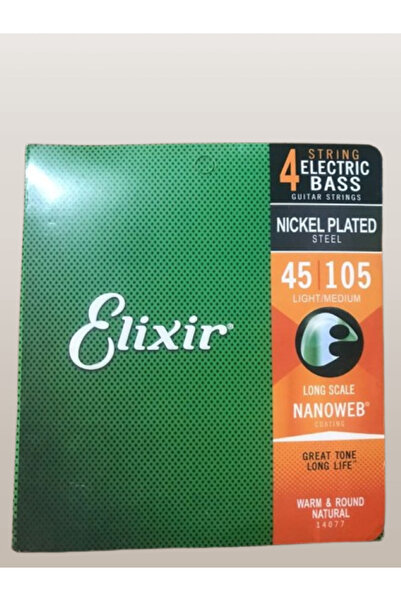 Elixir®
4 STRING
ELECTRIC
BASS
GUITAR STRINGS
NICKEL PLATED
STEEL
45 | 105
LIGHT/MEDIUM
LONG SCALE
NANOWEB®
COATING
GREAT TONE
LONG LIFE™
WARM & ROUND
NATURAL
14077